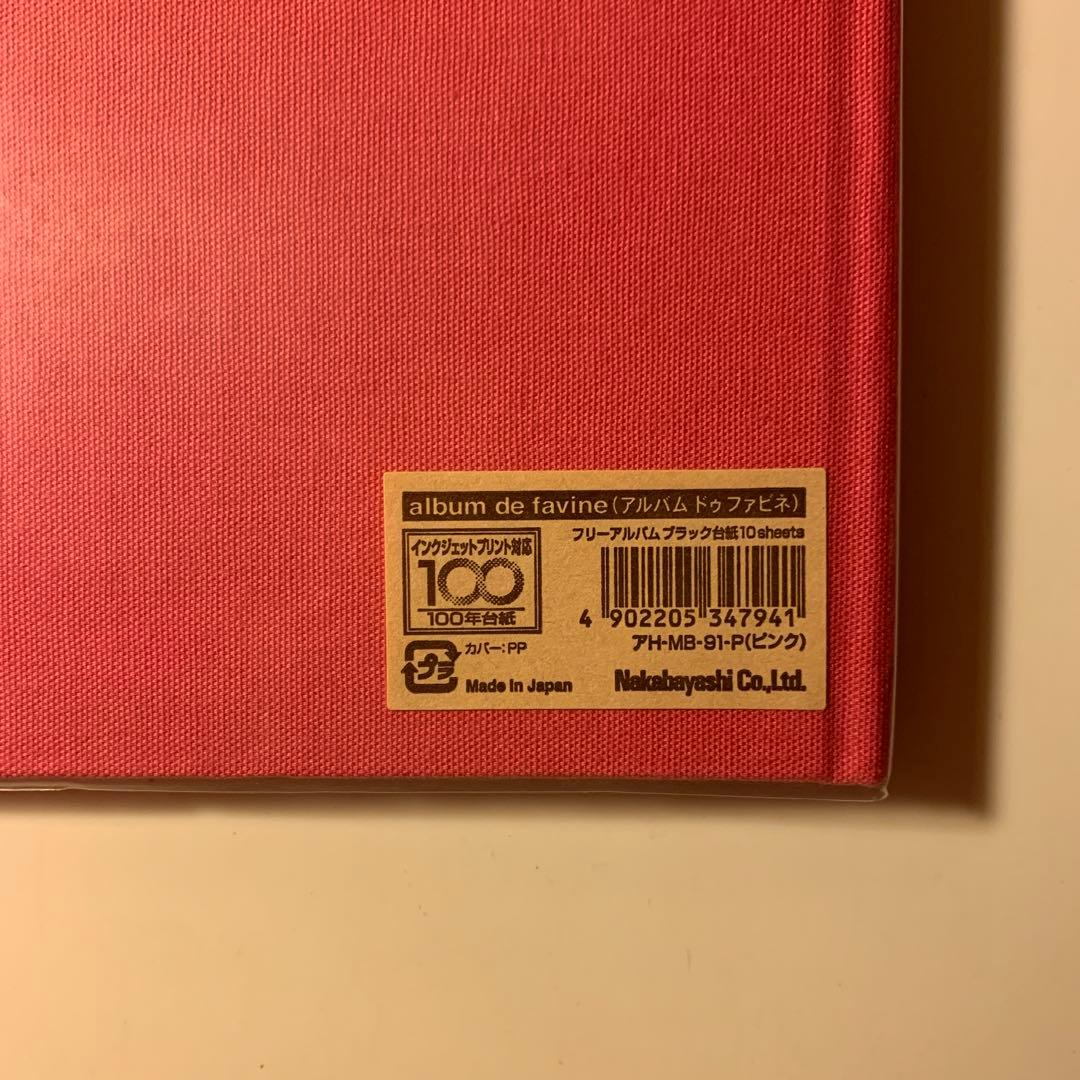 album de favine(アルバム ドゥ ファビネ)
フリーアルバム ブラック台紙10sheets
インクジェットプリント対応
100
100年台紙
4 902205 347941
アH-MB-91-P(ピンク)
プラ
カバー:PP
Made in Japan
Nakabayashi Co.,Ltd.